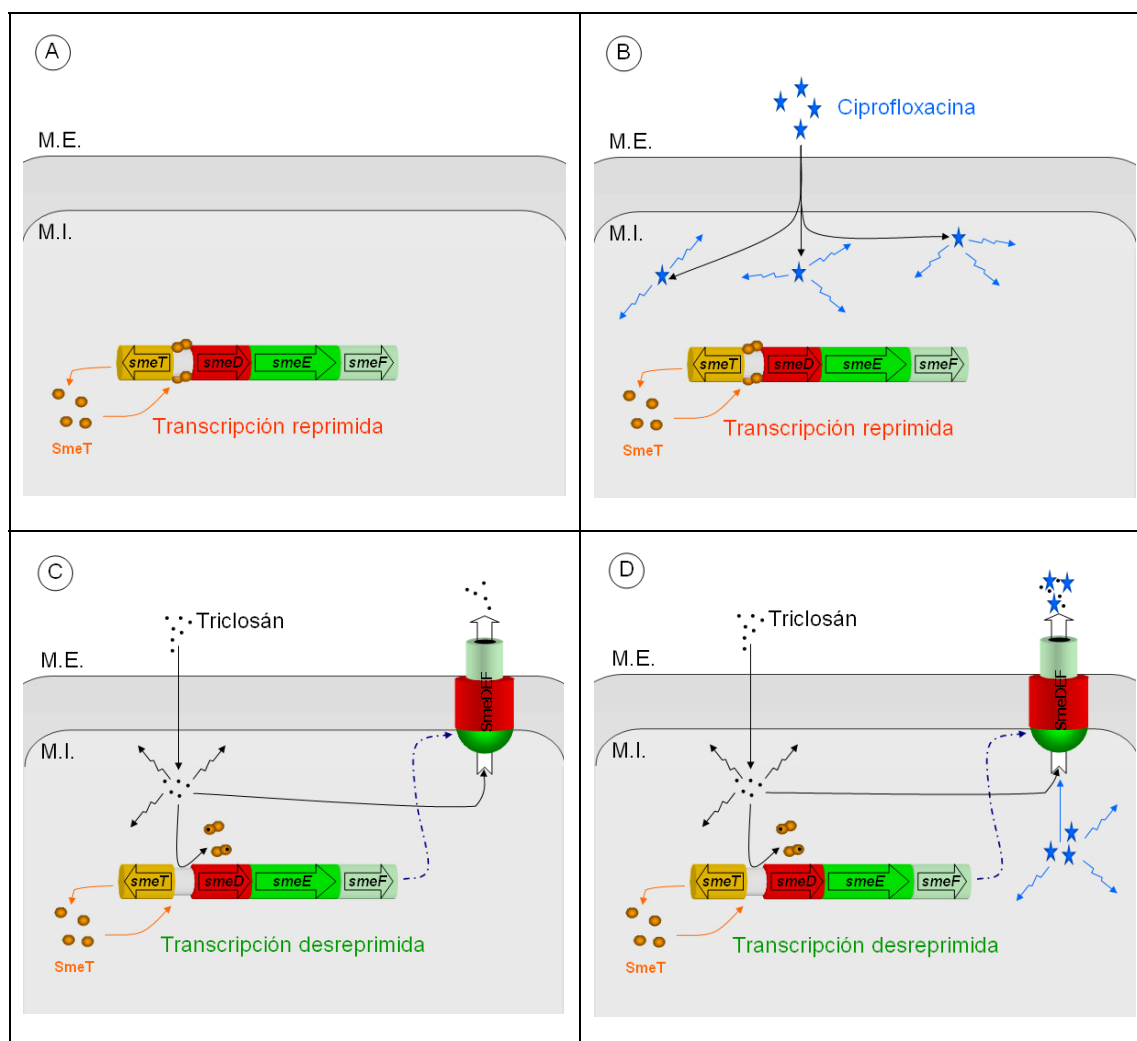 A
M.E.
M.I.
smeT smeD smeE smeF
Transcripción reprimida
SmeT
B
Ciprofloxacina
M.E.
M.I.
smeT smeD smeE smeF
Transcripción reprimida
SmeT
C
Triclosán
M.E.
SmeDEF
M.I.
smeT smeD smeE smeF
Transcripción desreprimida
SmeT
D
Triclosán
M.E.
SmeDEF
M.I.
smeT smeD smeE smeF
Transcripción desreprimida
SmeT